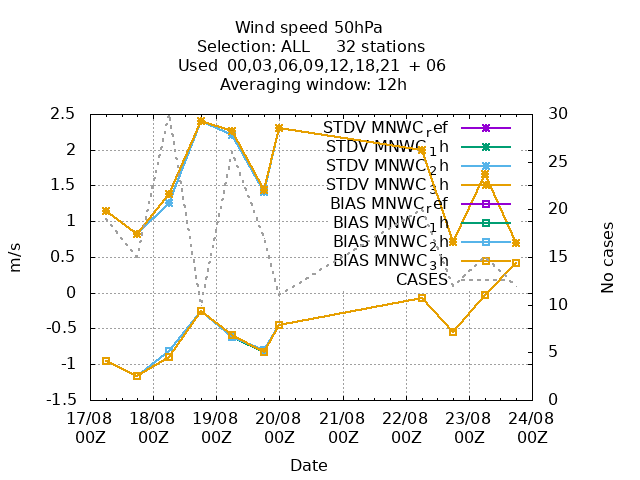 Wind speed 50hPa
Selection: ALL 32 stations
Used 00,03,06,09,12,18,21 + 06
Averaging window: 12h
STDV MNWC_ref
STDV MNWC_1h
STDV MNWC_2h
STDV MNWC_3h
BIAS MNWC_ref
BIAS MNWC_1h
BIAS MNWC_2h
BIAS MNWC_3h
CASES
2.5
2
1.5
1
0.5
0
-0.5
-1
-1.5
m/s
30
25
20
15
10
5
0
No cases
17/08 18/08 19/08 20/08 21/08 22/08 23/08 24/08
00Z 00Z 00Z 00Z 00Z 00Z 00Z 00Z
Date